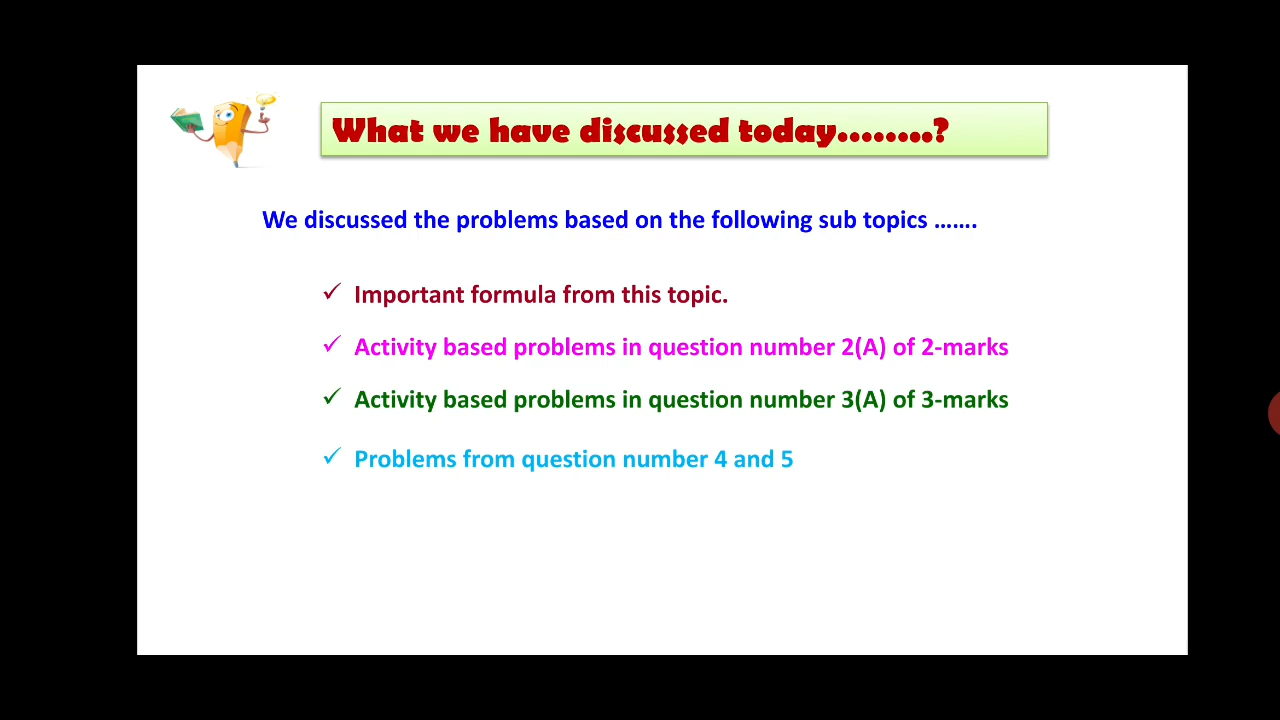 What we have discussed today........?
We discussed the problems based on the following sub topics .......
✓ Important formula from this topic.
✓ Activity based problems in question number 2(A) of 2-marks
✓ Activity based problems in question number 3(A) of 3-marks
✓ Problems from question number 4 and 5